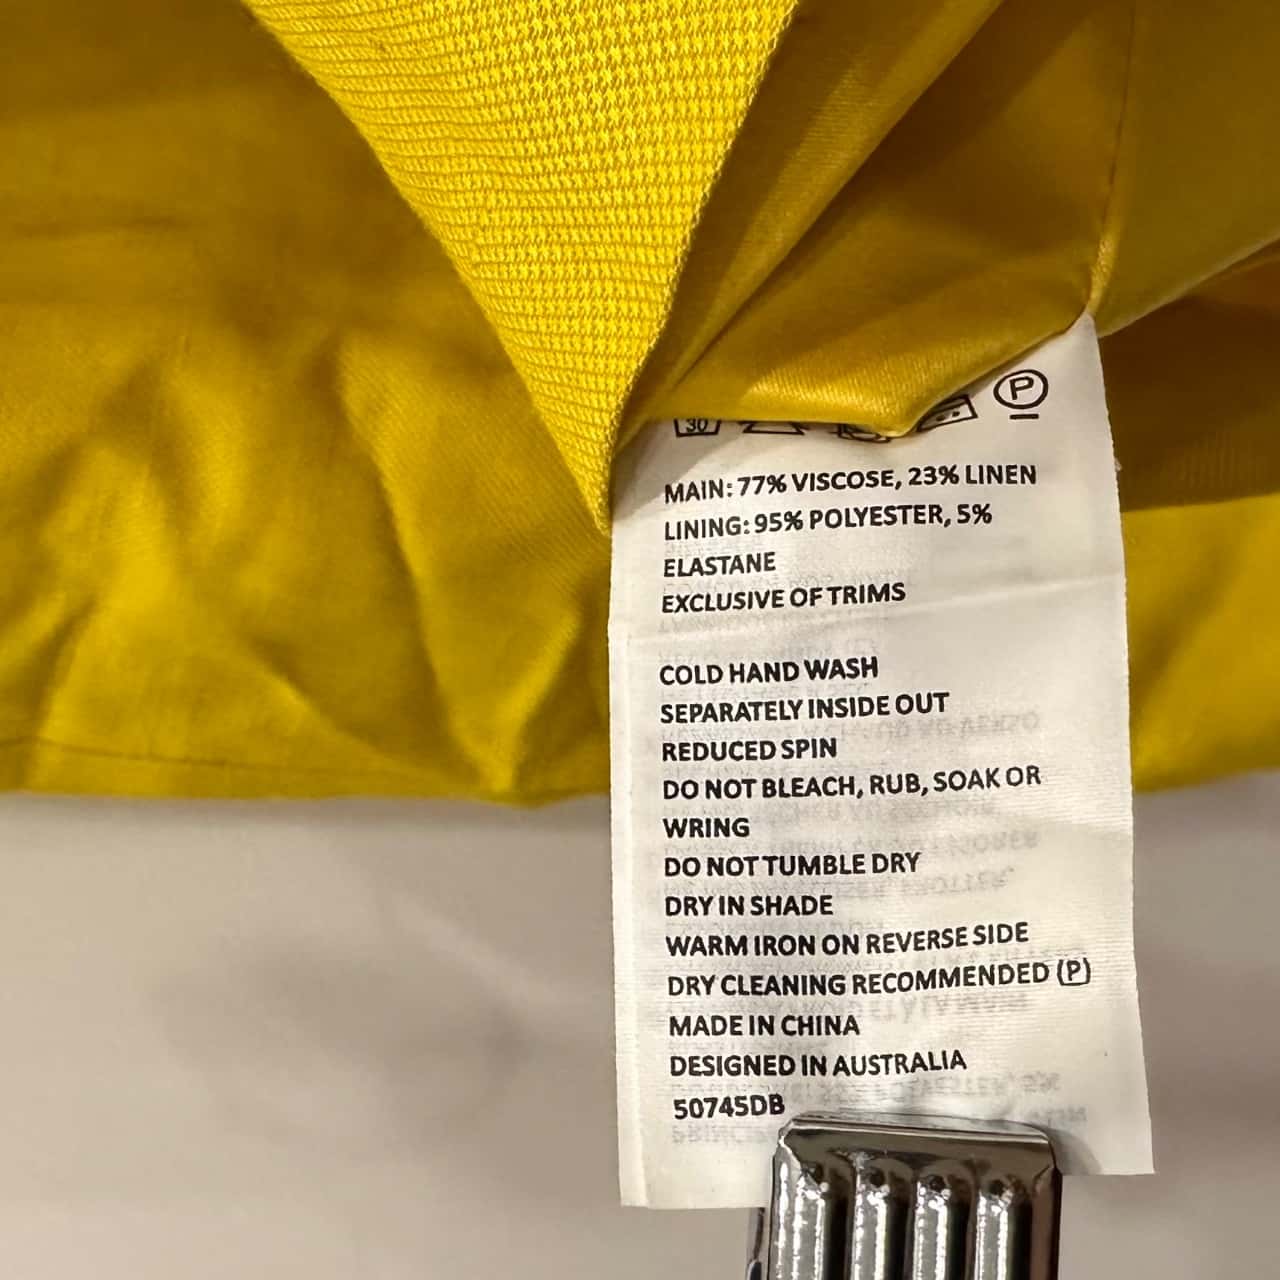 30 P
MAIN: 77% VISCOSE, 23% LINEN
LINING: 95% POLYESTER, 5%
ELASTANE
EXCLUSIVE OF TRIMS
COLD HAND WASH
SEPARATELY INSIDE OUT
REDUCED SPIN
DO NOT BLEACH, RUB, SOAK OR
WRING
DO NOT TUMBLE DRY
DRY IN SHADE
WARM IRON ON REVERSE SIDE
DRY CLEANING RECOMMENDED (P)
MADE IN CHINA
DESIGNED IN AUSTRALIA
50745DB